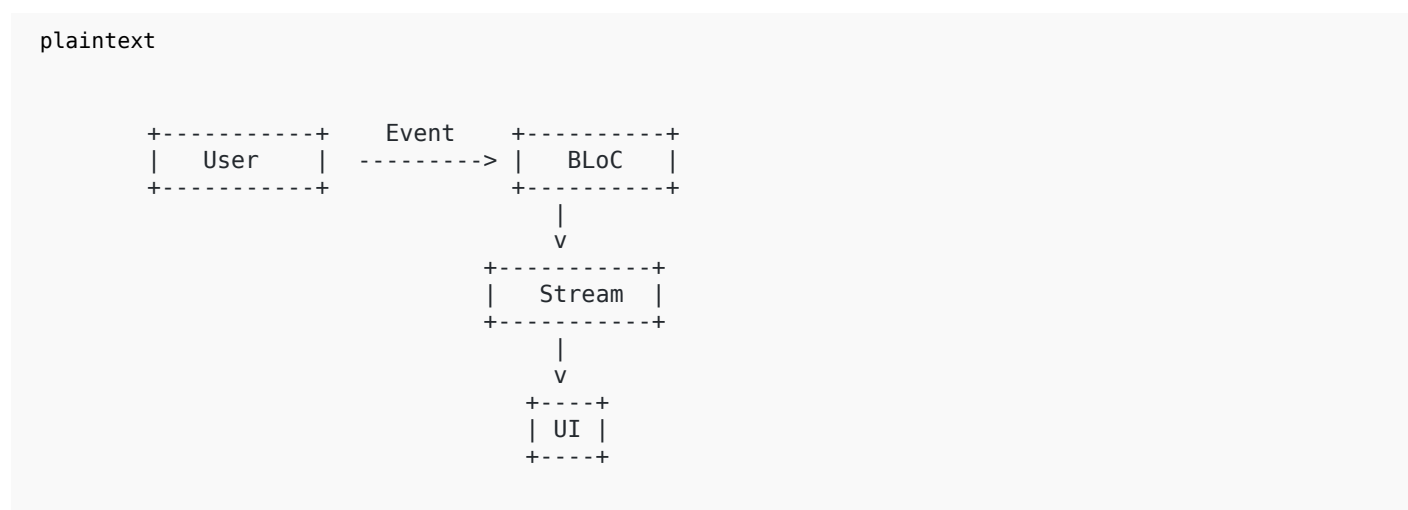 plaintext
+-----------+    Event    +----------+
|   User    |  ---------> |   BLoC   |
+-----------+             +----------+
|
v
+-----------+
|   Stream  |
+-----------+
|
v
+----+
| UI |
+----+